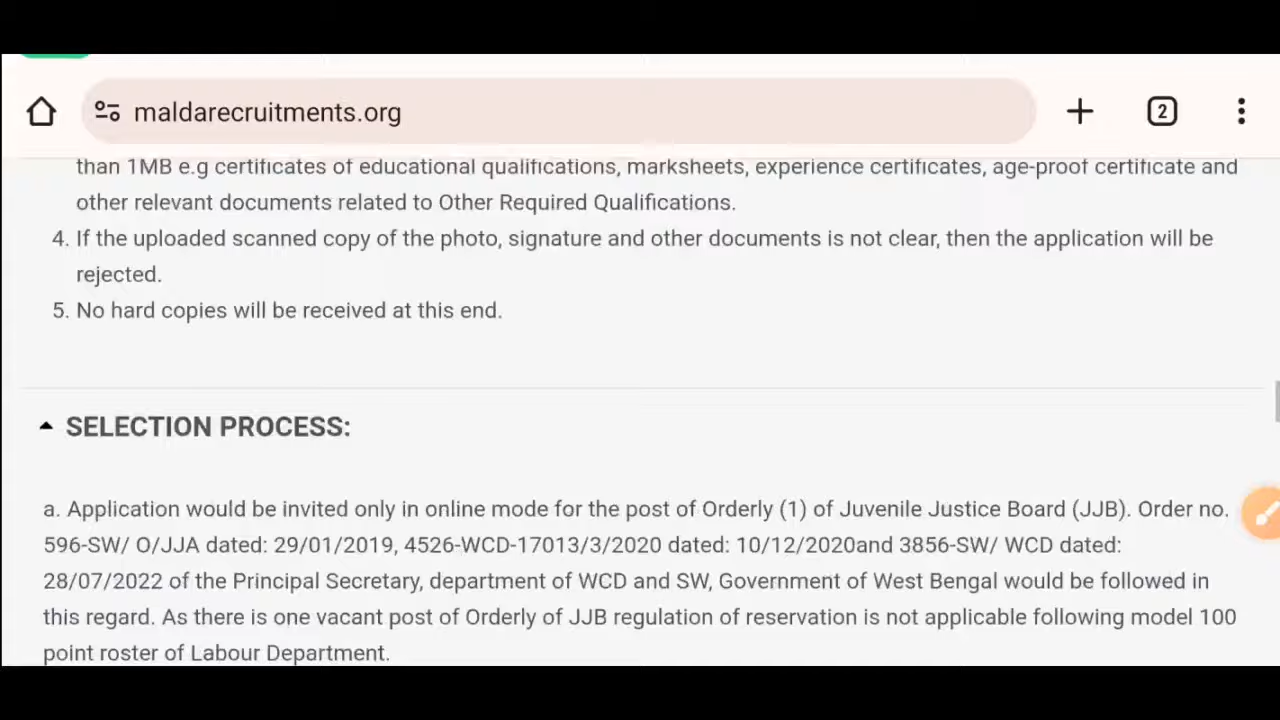 maldarecruitments.org
2
than 1MB e.g certificates of educational qualifications, marksheets, experience certificates, age-proof certificate and
other relevant documents related to Other Required Qualifications.
4. If the uploaded scanned copy of the photo, signature and other documents is not clear, then the application will be
rejected.
5. No hard copies will be received at this end.
SELECTION PROCESS:
a. Application would be invited only in online mode for the post of Orderly (1) of Juvenile Justice Board (JJB). Order no.
596-SW/ O/JJA dated: 29/01/2019, 4526-WCD-17013/3/2020 dated: 10/12/2020and 3856-SW/ WCD dated:
28/07/2022 of the Principal Secretary, department of WCD and SW, Government of West Bengal would be followed in
this regard. As there is one vacant post of Orderly of JJB regulation of reservation is not applicable following model 100
point roster of Labour Department.